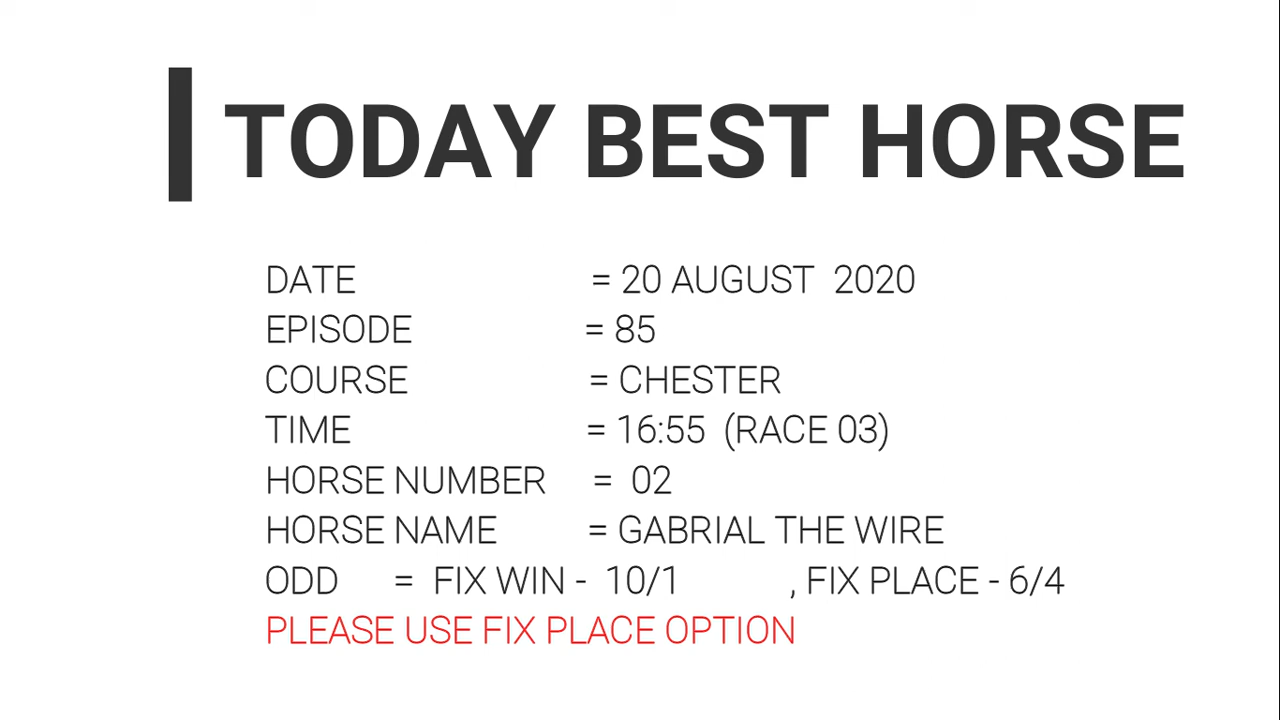 TODAY BEST HORSE
DATE = 20 AUGUST 2020
EPISODE = 85
COURSE = CHESTER
TIME = 16:55 (RACE 03)
HORSE NUMBER = 02
HORSE NAME = GABRIAL THE WIRE
ODD = FIX WIN - 10/1 , FIX PLACE - 6/4
PLEASE USE FIX PLACE OPTION